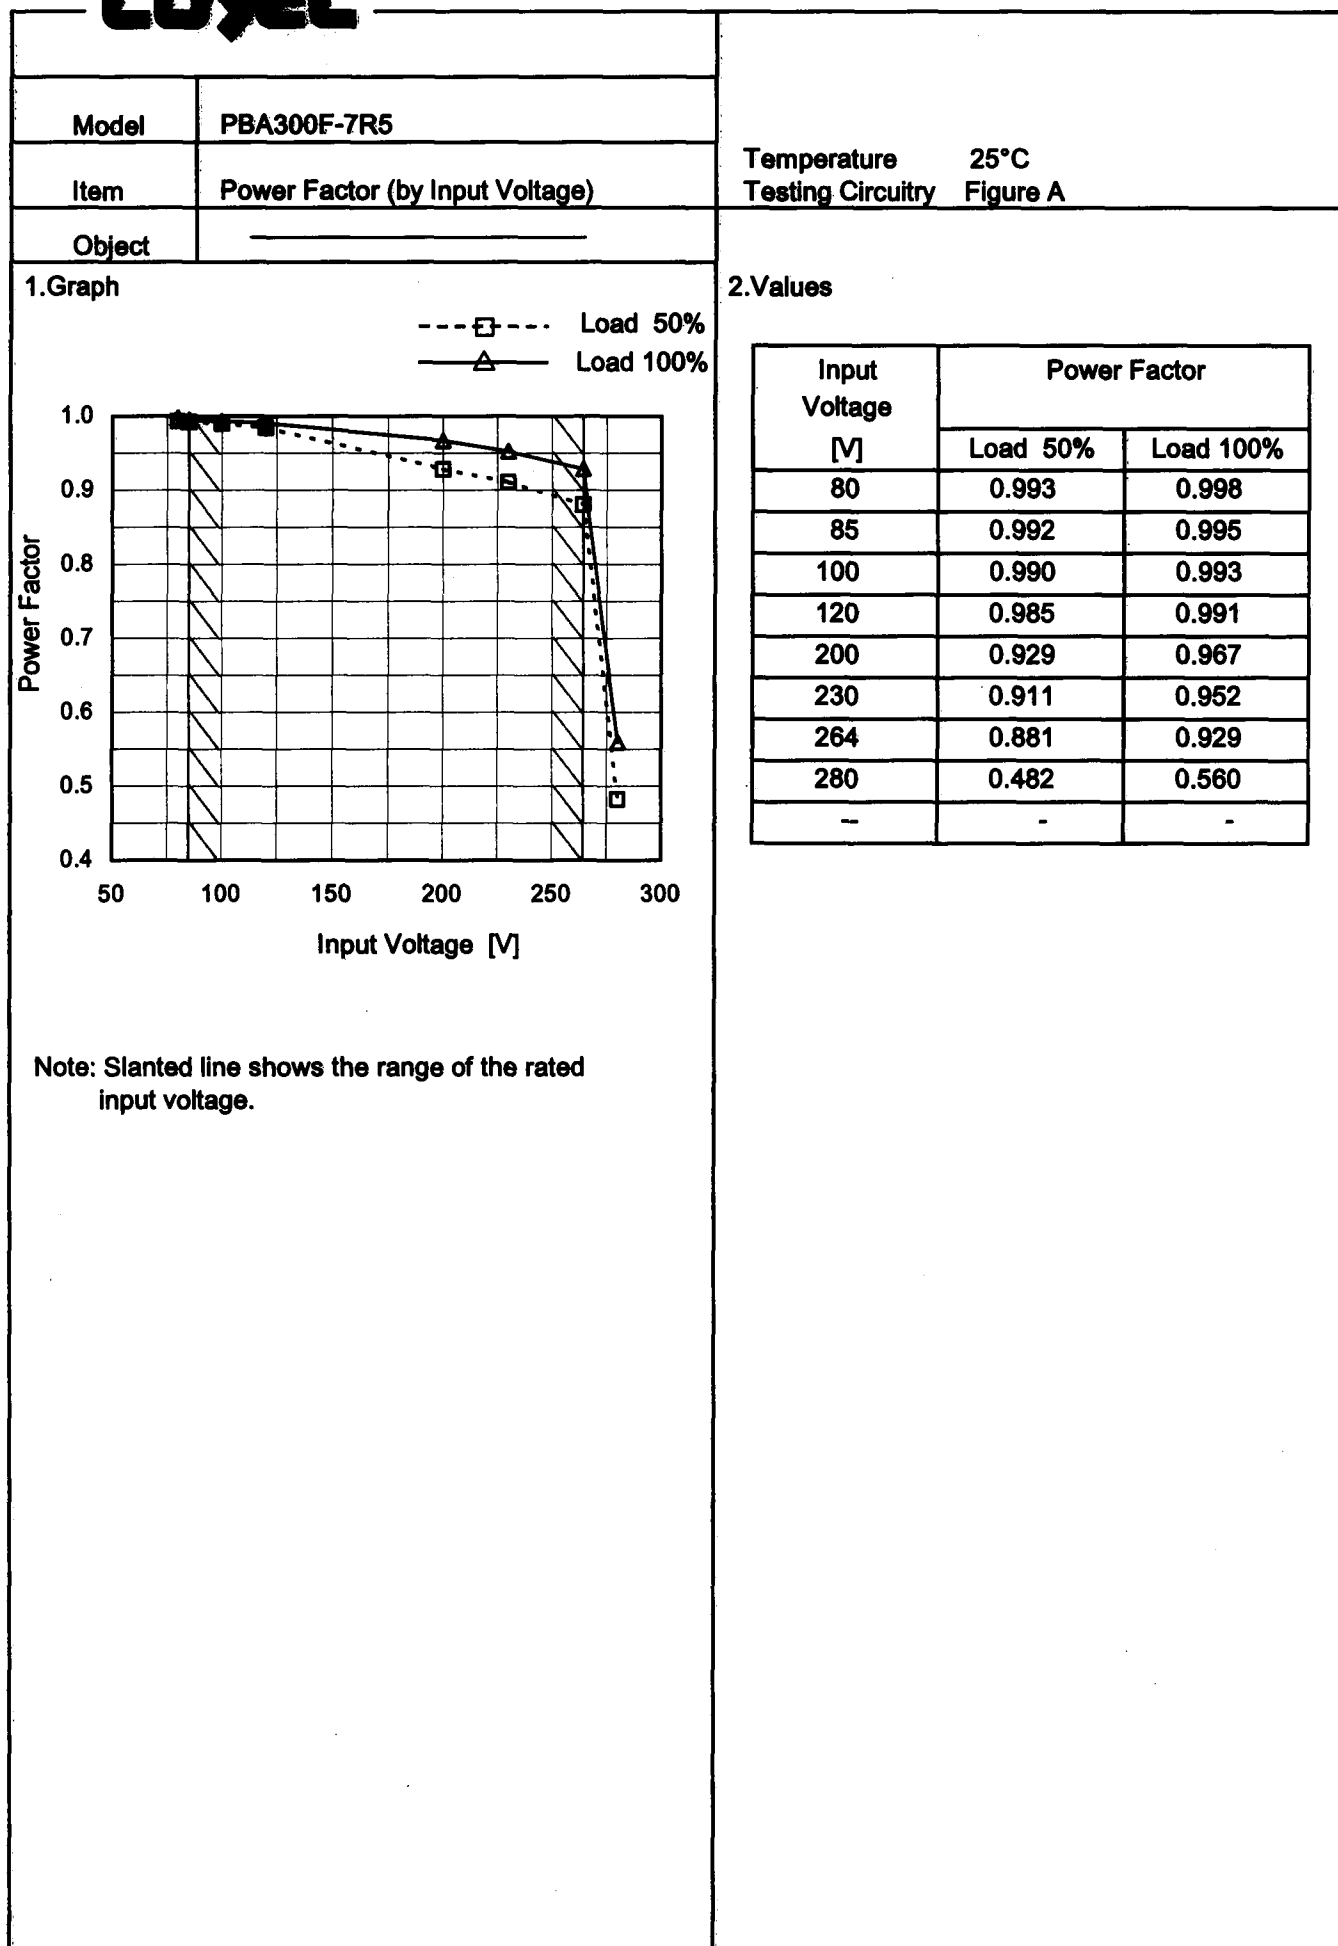 COSEL
Model PBA300F-7R5
Item Power Factor (by Input Voltage)
Object
Temperature 25°C
Testing Circuitry Figure A
1.Graph
Load 50%
Load 100%
1.0
0.9
0.8
0.7
0.6
0.5
0.4
Power Factor
50 100 150 200 250 300
Input Voltage [V]
Note: Slanted line shows the range of the rated
input voltage.
2.Values
Input Power Factor
Voltage
[V] Load 50% Load 100%
80 0.993 0.998
85 0.992 0.995
100 0.990 0.993
120 0.985 0.991
200 0.929 0.967
230 0.911 0.952
264 0.881 0.929
280 0.482 0.560
-- - -